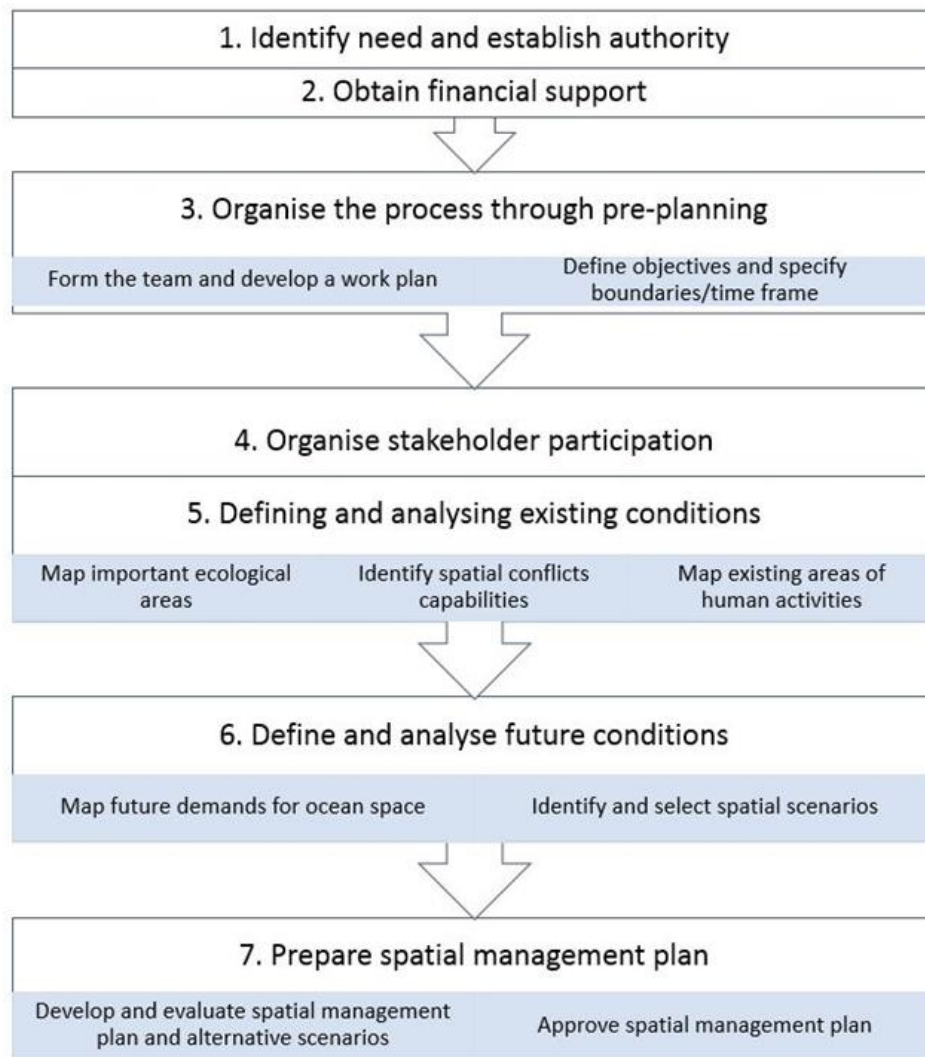 1. Identify need and establish authority
2. Obtain financial support
3. Organise the process through pre-planning
Form the team and develop a work plan
Define objectives and specify
boundaries/time frame
4. Organise stakeholder participation
5. Defining and analysing existing conditions
Map important ecological
areas
Identify spatial conflicts
capabilities
Map existing areas of
human activities
6. Define and analyse future conditions
Map future demands for ocean space
Identify and select spatial scenarios
7. Prepare spatial management plan
Develop and evaluate spatial management
plan and alternative scenarios
Approve spatial management plan